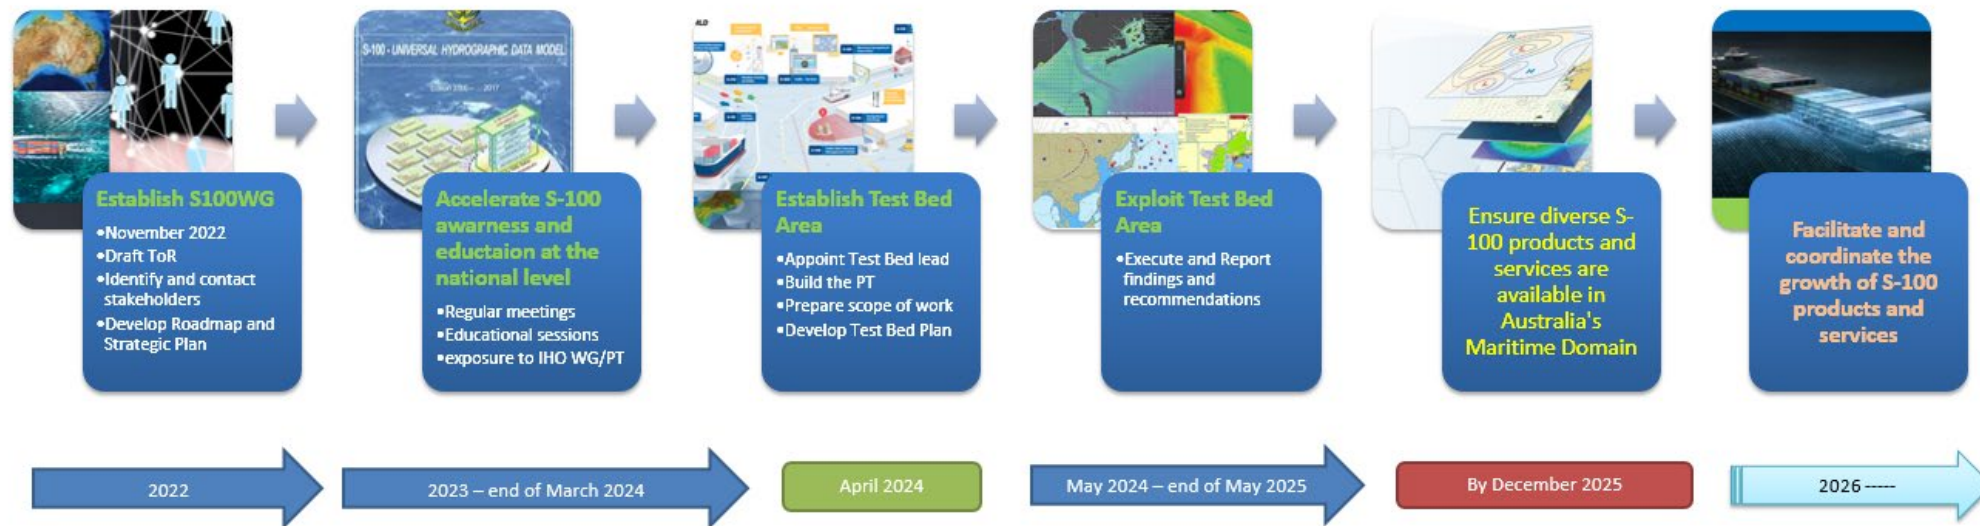 S-100 - UNIVERSAL HYDROGRAPHIC DATA MODEL
Establish S100WG
•November 2022
•Draft ToR
•Identify and contact
stakeholders
•Develop Roadmap and
Strategic Plan
Accelerate S-100
awarness and
eductaion at the
national level
•Regular meetings
•Educational sessions
•exposure to IHO WG/PT
Establish Test Bed
Area
•Appoint Test Bed lead
•Build the PT
•Prepare scope of work
•Develop Test Bed Plan
Exploit Test Bed
Area
•Execute and Report
findings and
recommendations
Ensure diverse S-
100 products and
services are
available in
Australia's
Maritime Domain
Facilitate and
coordinate the
growth of S-100
products and
services
2022
2023 – end of March 2024
April 2024
May 2024 – end of May 2025
By December 2025
2026 -----